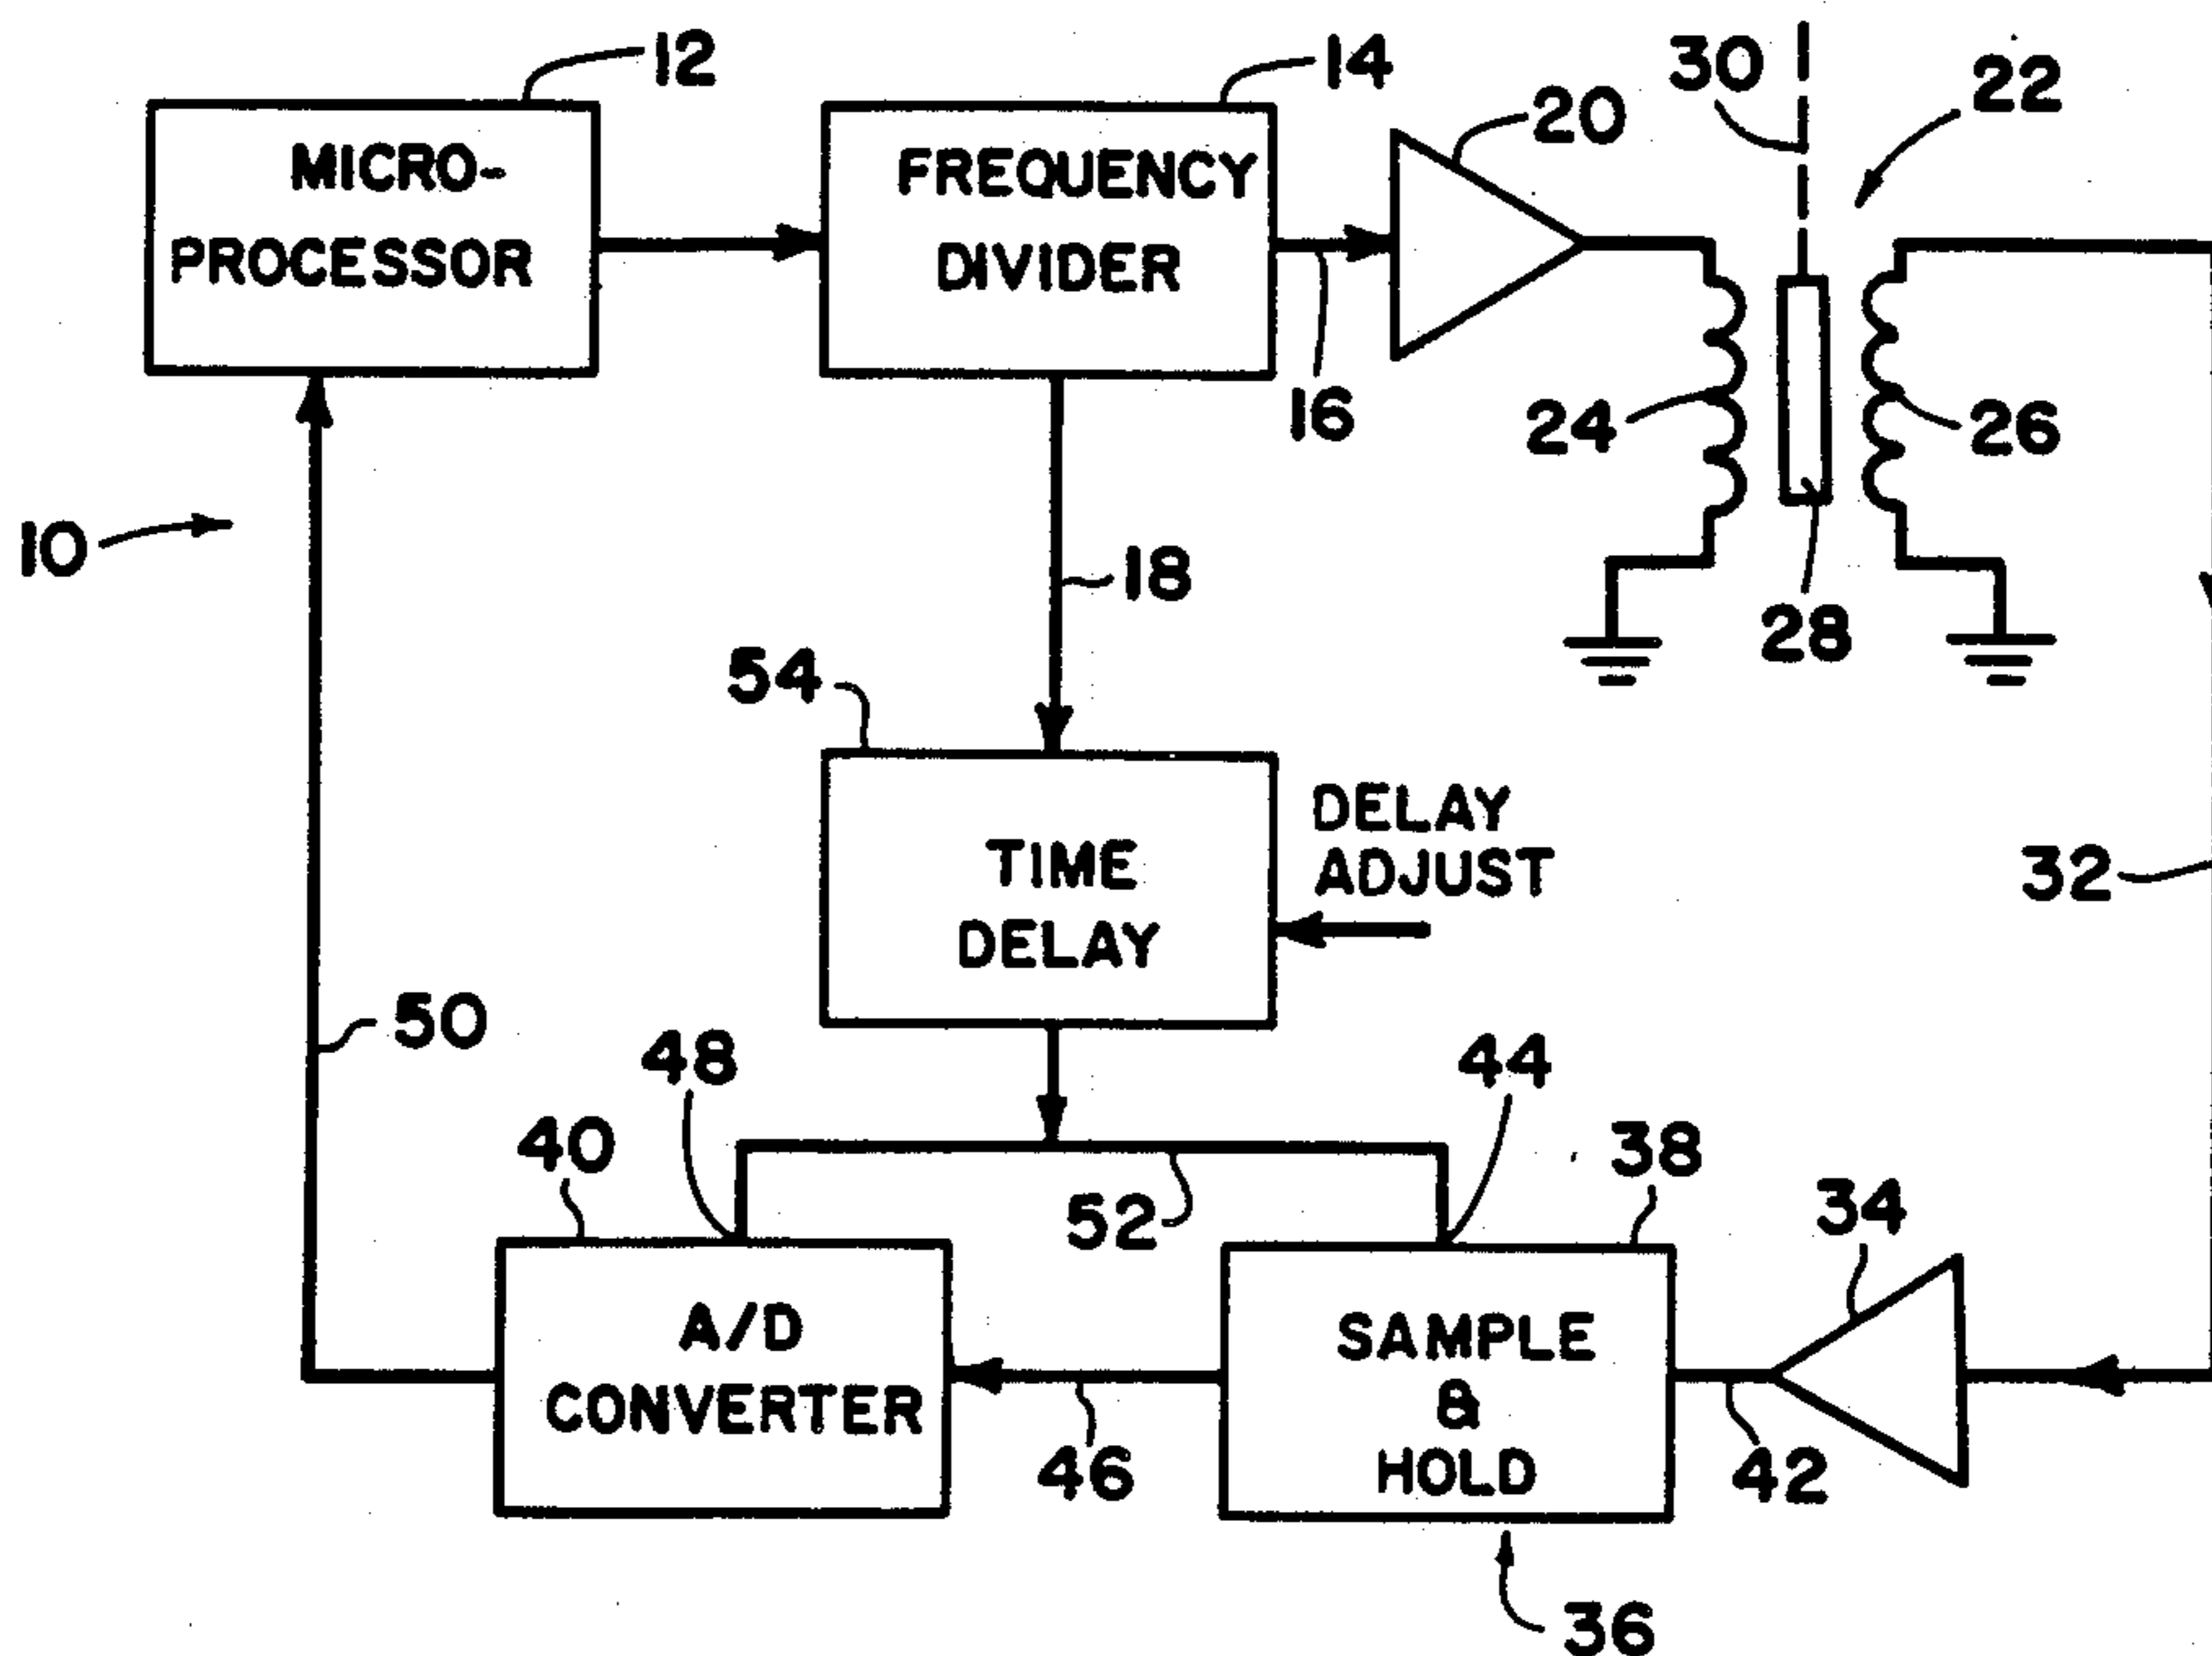 12
14
30
22
20
MICRO-
PROCESSOR
FREQUENCY
DIVIDER
16
24
26
10
18
28
54
TIME
DELAY
DELAY
ADJUST
32
50
48
44
40
52
38
34
A/D
CONVERTER
SAMPLE
&
HOLD
46
42
36